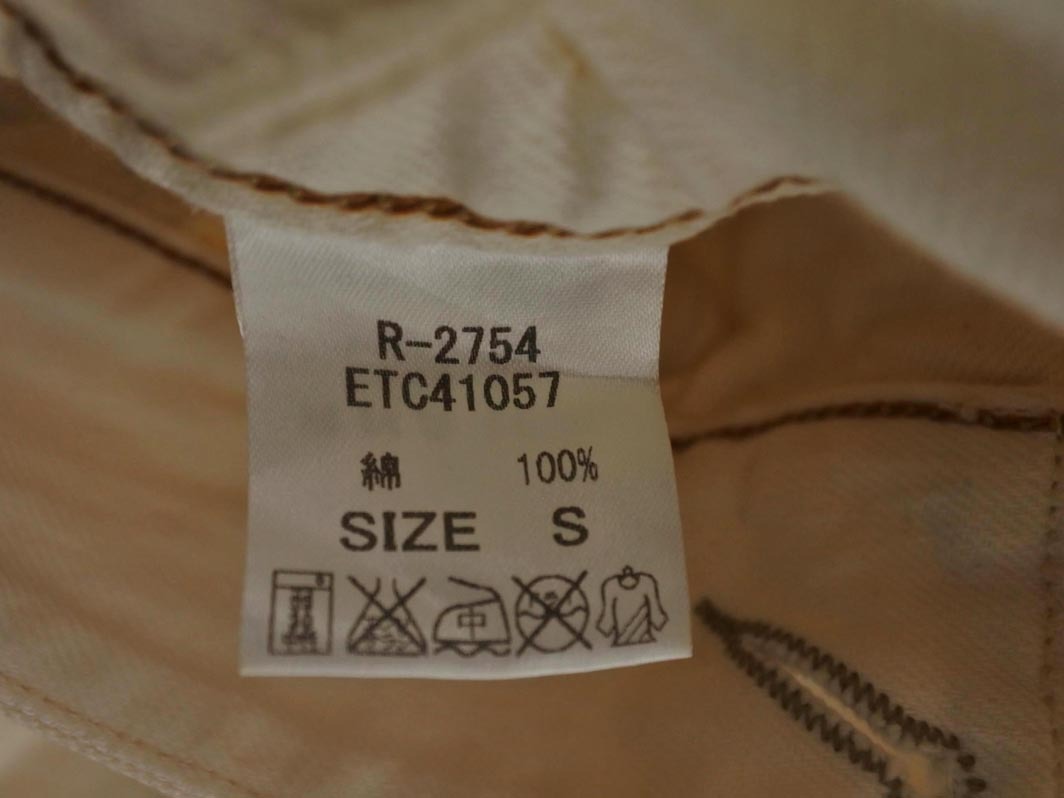 R-2754
ETC41057
綿 100%
SIZE S
中